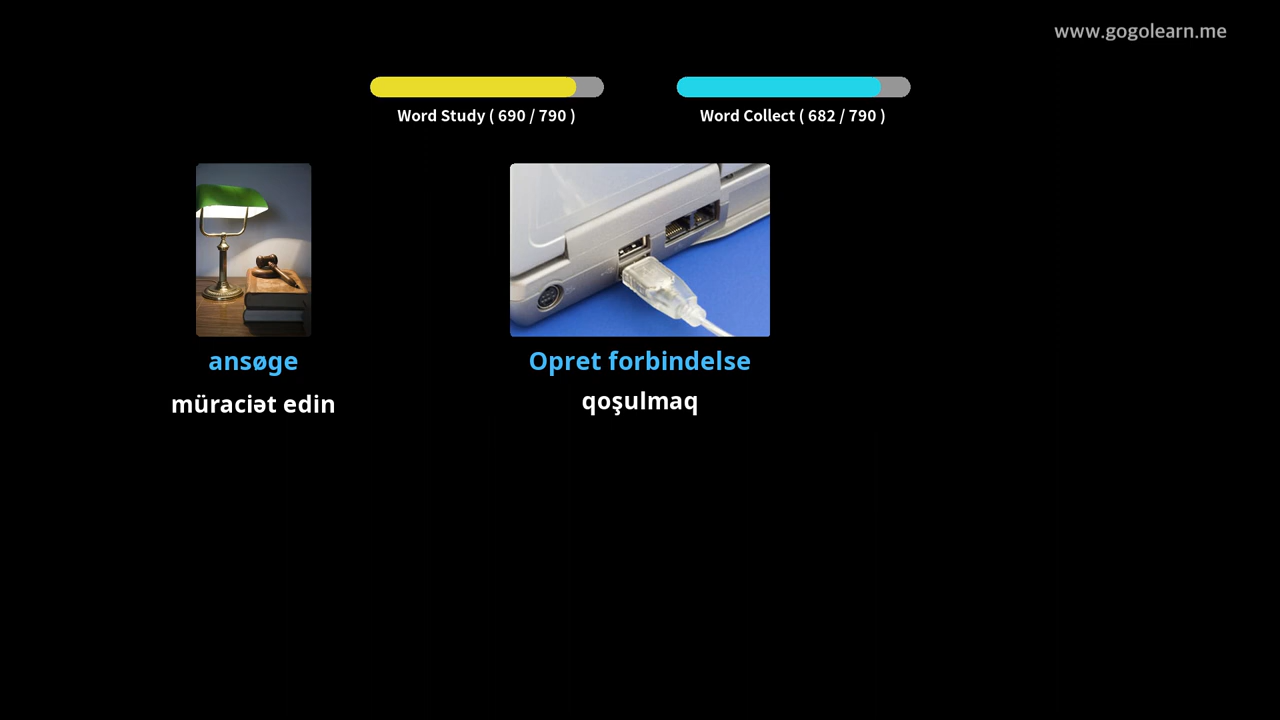 www.gogolearn.me
Word Study ( 690 / 790 )
Word Collect ( 682 / 790 )
ansøge
müraciət edin
Opret forbindelse
qoşulmaq